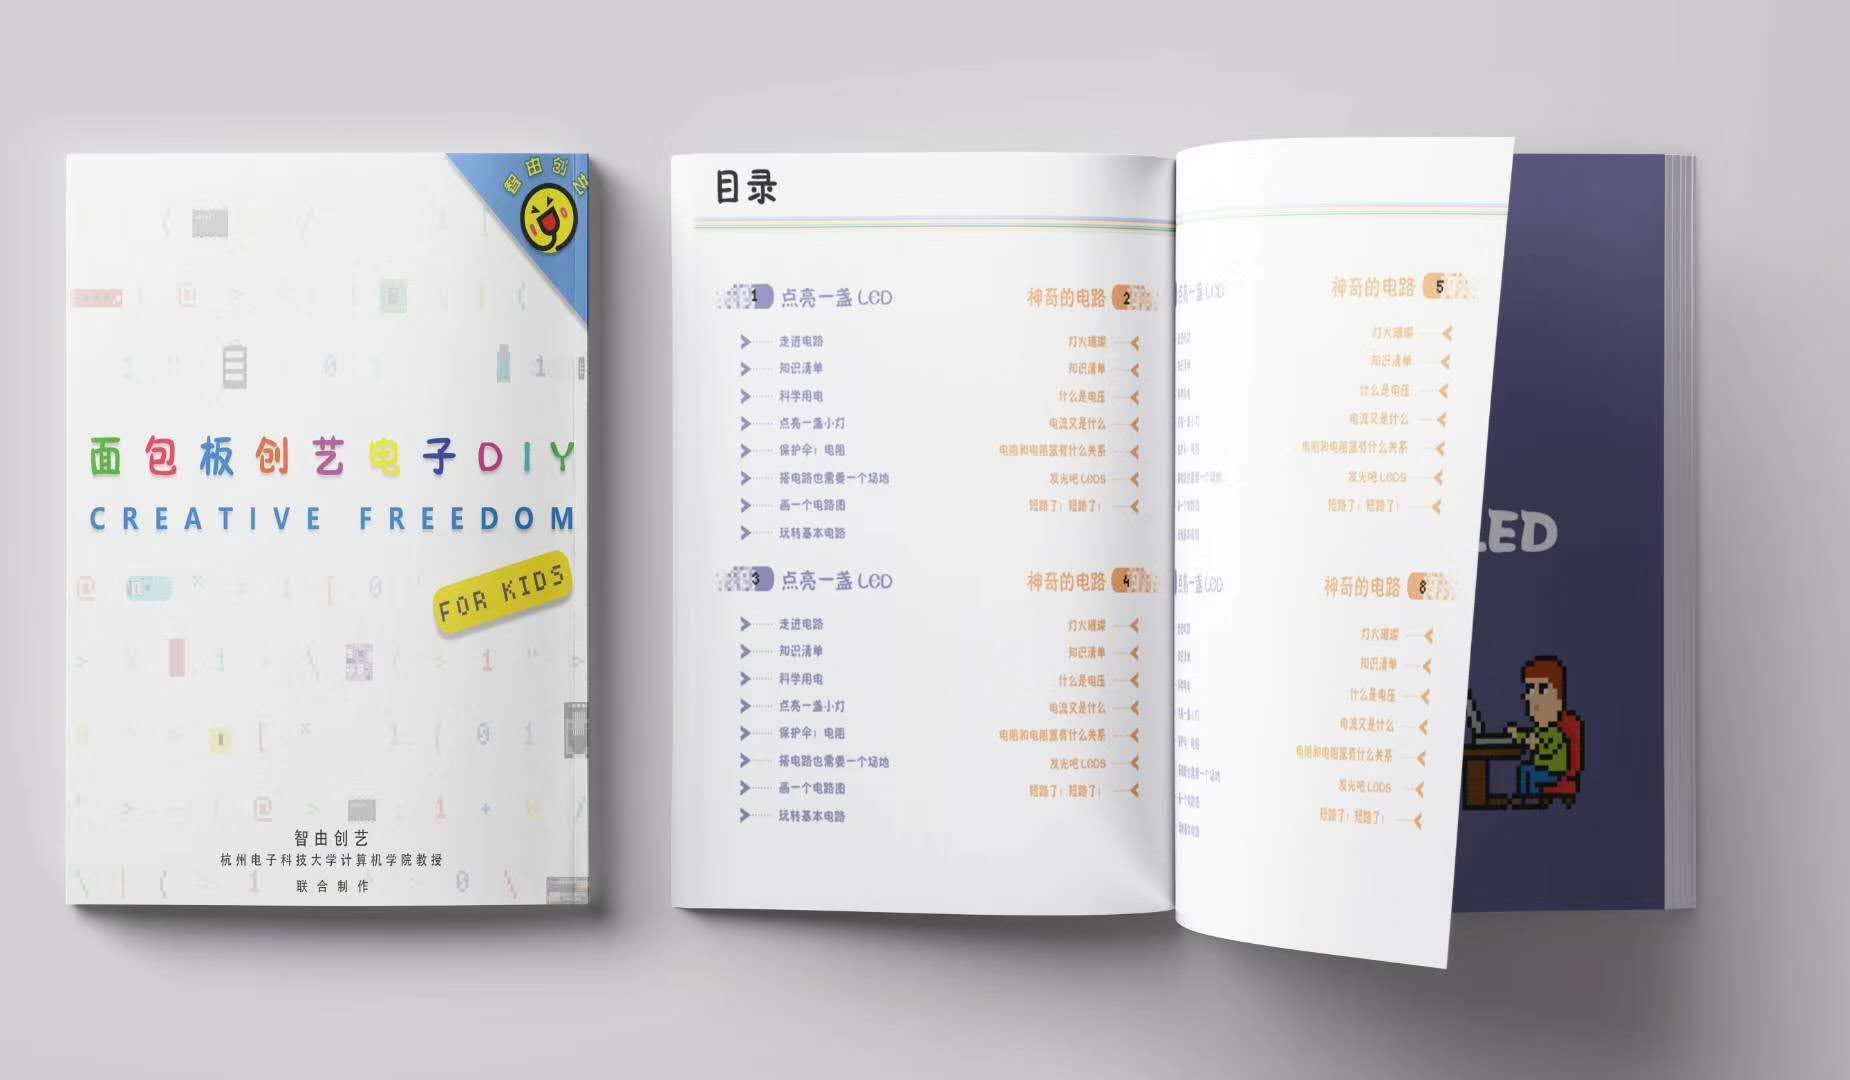 智由创艺
面包板创艺电子DIY
CREATIVE FREEDOM
FOR KIDS
智由创艺
杭州电子科技大学计算机学院教授
联合制作
目录
1 点亮一盏LCD
走进电路
知识清单
科学用电
点亮一盏小灯
保护伞：电阻
搭电路也需要一个场地
画一个电路图
玩转基本电路
神奇的电路 2
灯火璀璨
知识清单
什么是电压
电流又是什么
电阻和电阻箱有什么关系
发光吧LEDS
短路了！短路了！
3 点亮一盏LCD
走进电路
知识清单
科学用电
点亮一盏小灯
保护伞：电阻
搭电路也需要一个场地
画一个电路图
玩转基本电路
神奇的电路 4
灯火璀璨
知识清单
什么是电压
电流又是什么
电阻和电阻箱有什么关系
发光吧LEDS
短路了！短路了！
点亮一盏LCD
神奇的电路 5
灯火璀璨
知识清单
什么是电压
电流又是什么
电阻和电阻箱有什么关系
发光吧LEDS
短路了！短路了！
点亮一盏LCD
神奇的电路 8
灯火璀璨
知识清单
什么是电压
电流又是什么
电阻和电阻箱有什么关系
发光吧LEDS
短路了！短路了！
LED